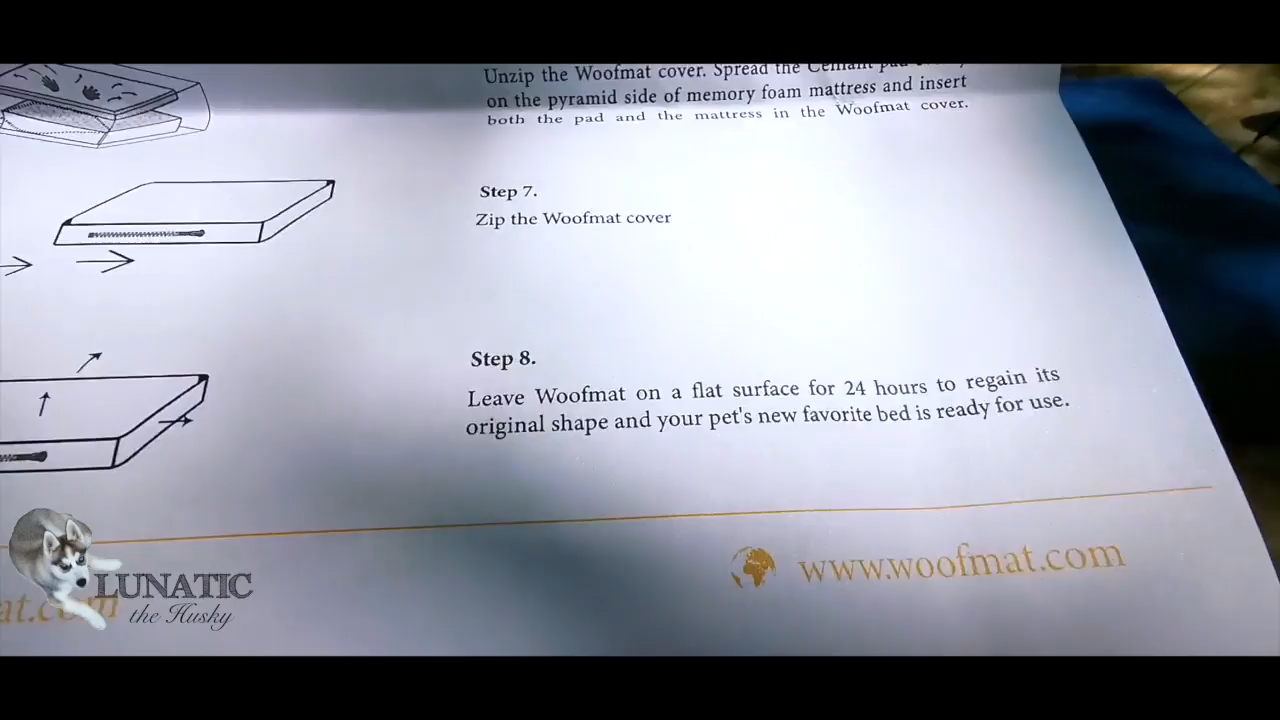 Unzip the Woofmat cover. Spread the
on the pyramid side of memory foam mattress and insert
both the pad and the mattress in the Woofmat cover.
Step 7.
Zip the Woofmat cover
Step 8.
Leave Woofmat on a flat surface for 24 hours to regain its
original shape and your pet's new favorite bed is ready for use.
www.woofmat.com
LUNATIC
the Husky